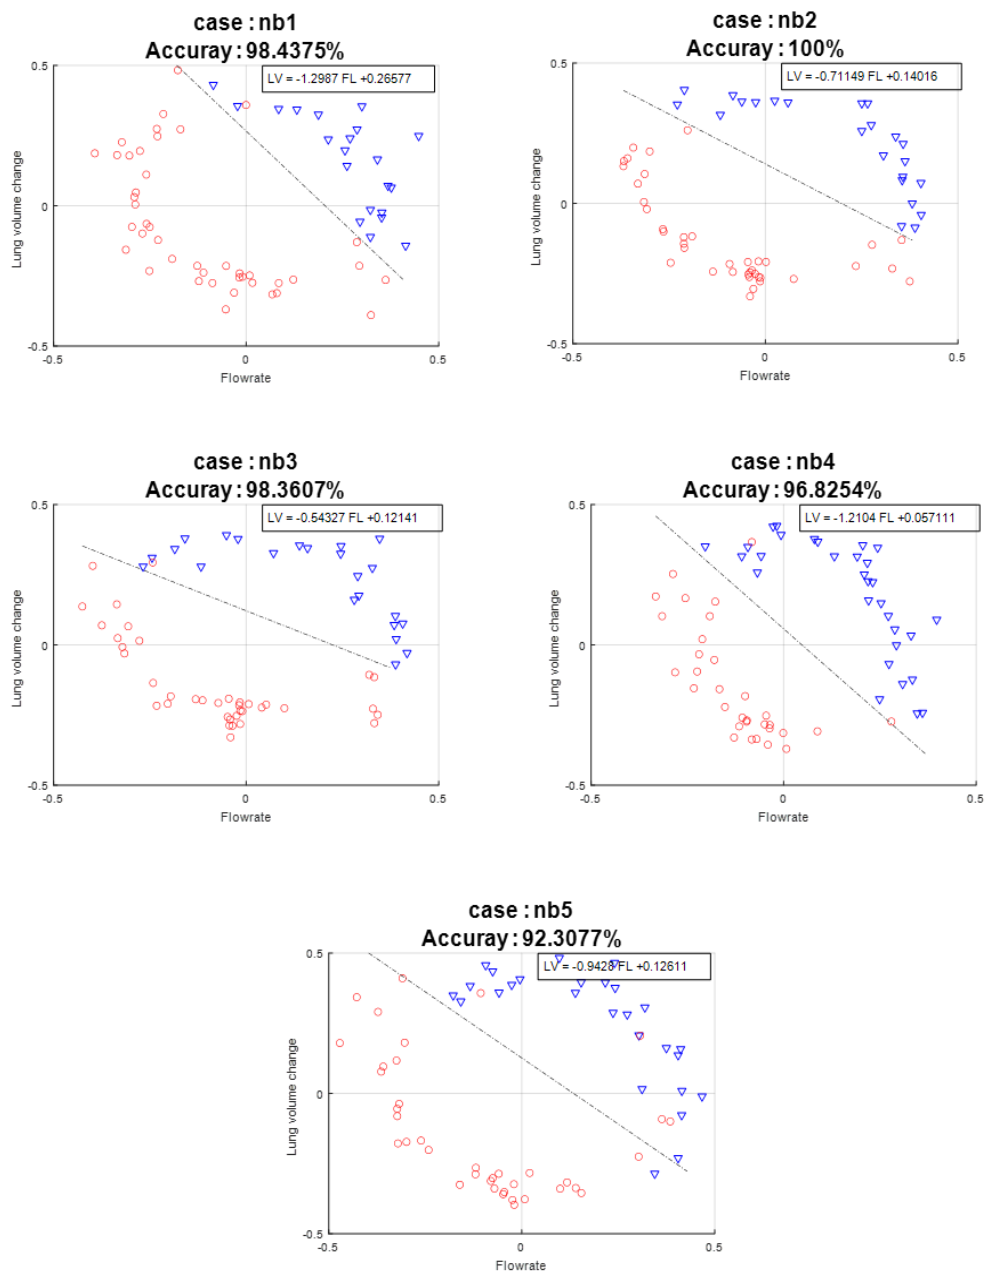 case : nb1
Accuray : 98.4375%
0.5
LV = -1.2987 FL +0.26577
Lung volume change
0
-0.5
-0.5
0
0.5
Flowrate
case : nb2
Accuray : 100%
0.5
LV = -0.71149 FL +0.14016
Lung volume change
0
-0.5
-0.5
0
0.5
Flowrate
case : nb3
Accuray : 98.3607%
0.5
LV = -0.54327 FL +0.12141
Lung volume change
0
-0.5
-0.5
0
0.5
Flowrate
case : nb4
Accuray : 96.8254%
0.5
LV = -1.2104 FL +0.057111
Lung volume change
0
-0.5
-0.5
0
0.5
Flowrate
case : nb5
Accuray : 92.3077%
0.5
LV = -0.9428 FL +0.12611
Lung volume change
0
-0.5
-0.5
0
0.5
Flowrate